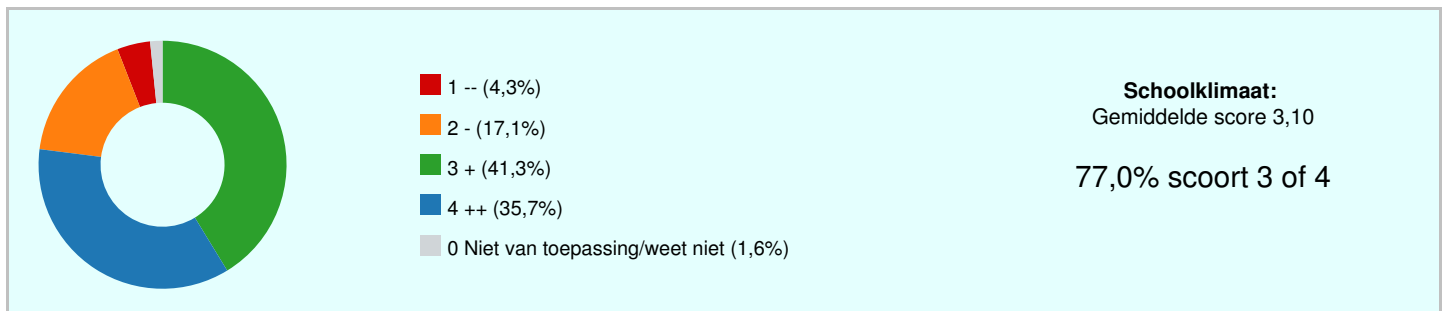 1 -- (4,3%)
2 - (17,1%)
3 + (41,3%)
4 ++ (35,7%)
0 Niet van toepassing/weet niet (1,6%)
Schoolklimaat:
Gemiddelde score 3,10
77,0% scoort 3 of 4